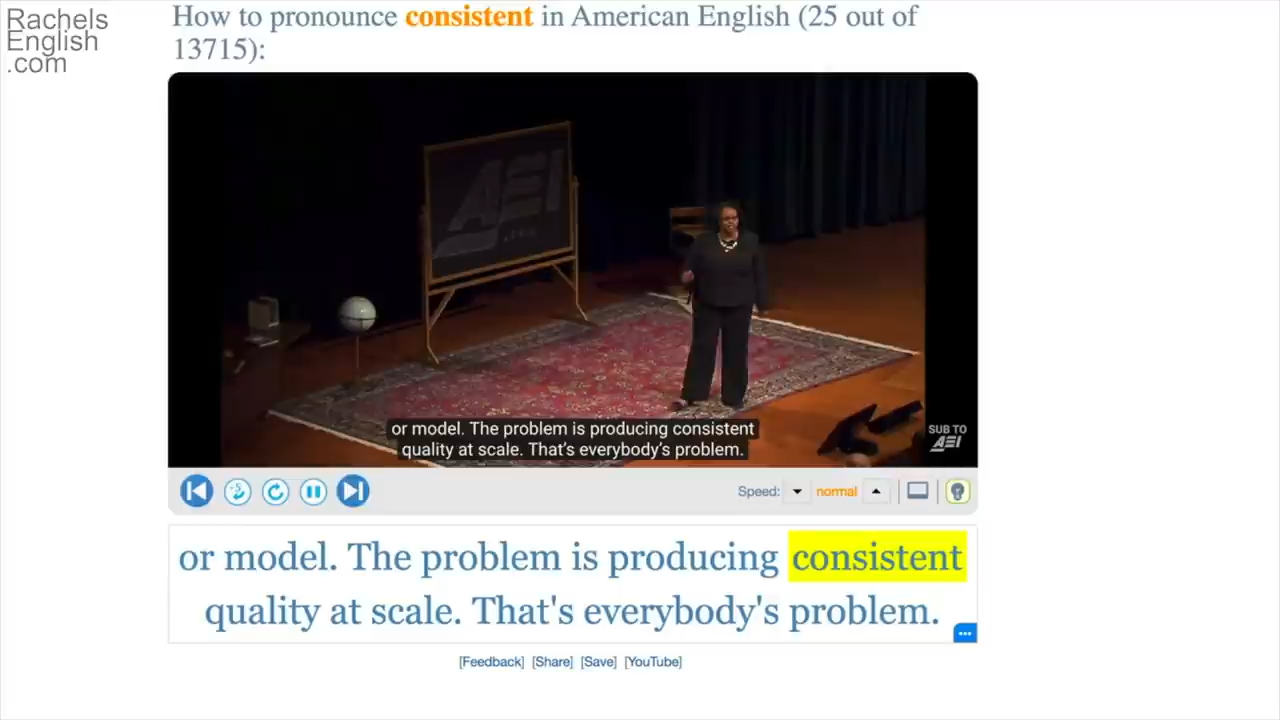 Rachels
English
.com
How to pronounce consistent in American English (25 out of
13715):
AEI
or model. The problem is producing consistent
quality at scale. That's everybody's problem.
SUB TO
AEI
Speed: normal
or model. The problem is producing consistent
quality at scale. That's everybody's problem.
[Feedback] [Share] [Save] [YouTube]